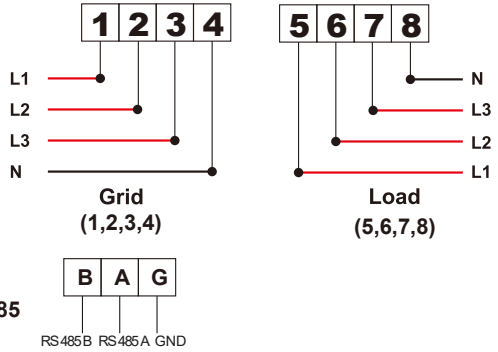 1 2 3 4
5 6 7 8
L1
L2
L3
N
N
L3
L2
L1
Grid
(1,2,3,4)
Load
(5,6,7,8)
B A G
85
RS485B RS485A GND